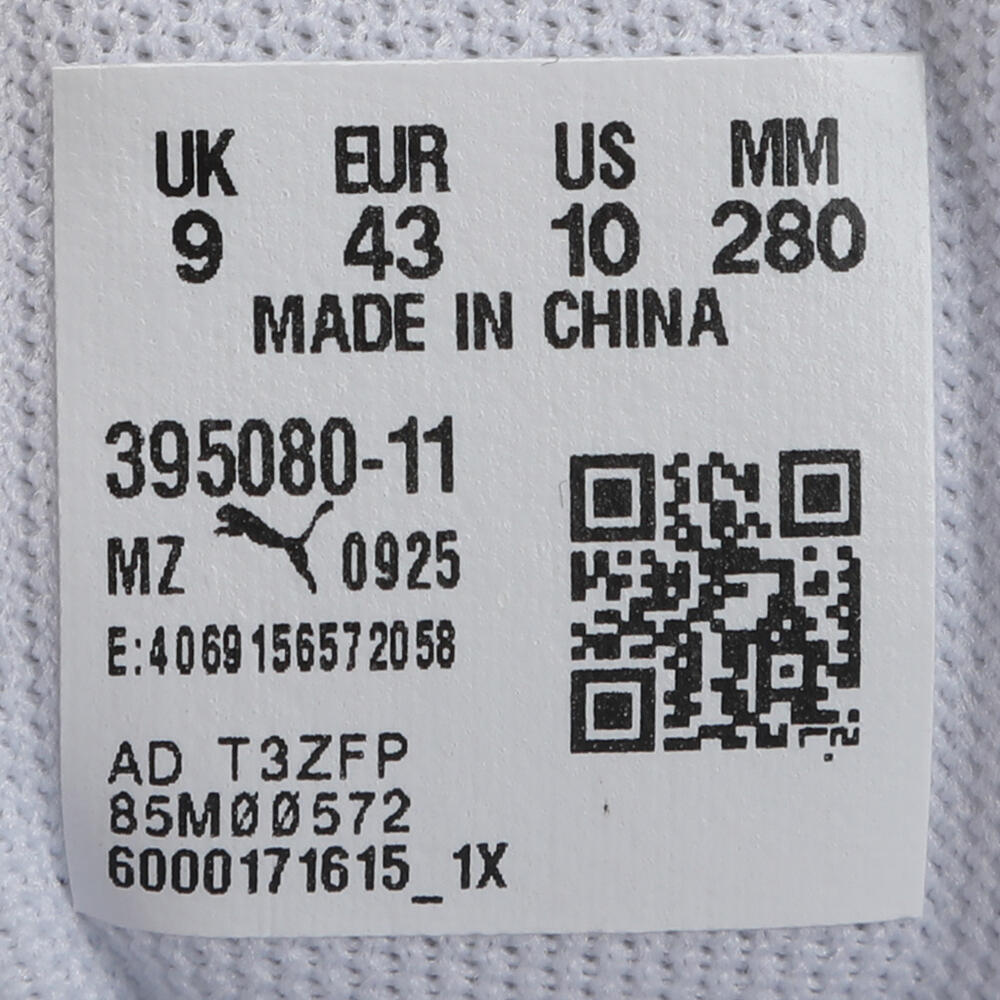 UK EUR US MM
9 43 10 280
MADE IN CHINA
395080-11
MZ 0925
E:4069156572058
AD T3ZFP
85M00572
6000171615_1X